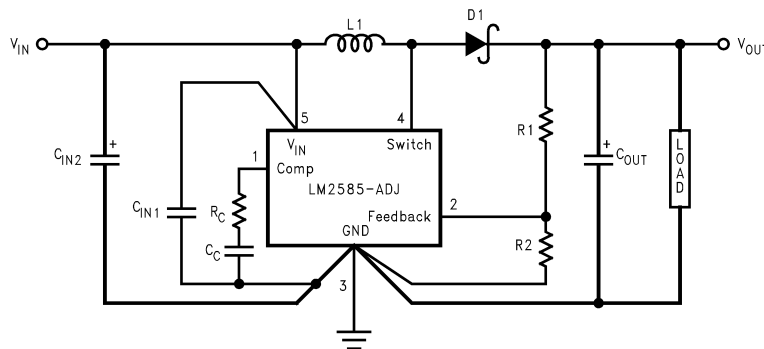 L1
D1
VIN
VOUT
5
4
VIN
Switch
R1
CIN2
+
1
Comp
LM2585-ADJ
COUT
+
LOAD
CIN1
RC
Feedback
2
GND
R2
CC
3